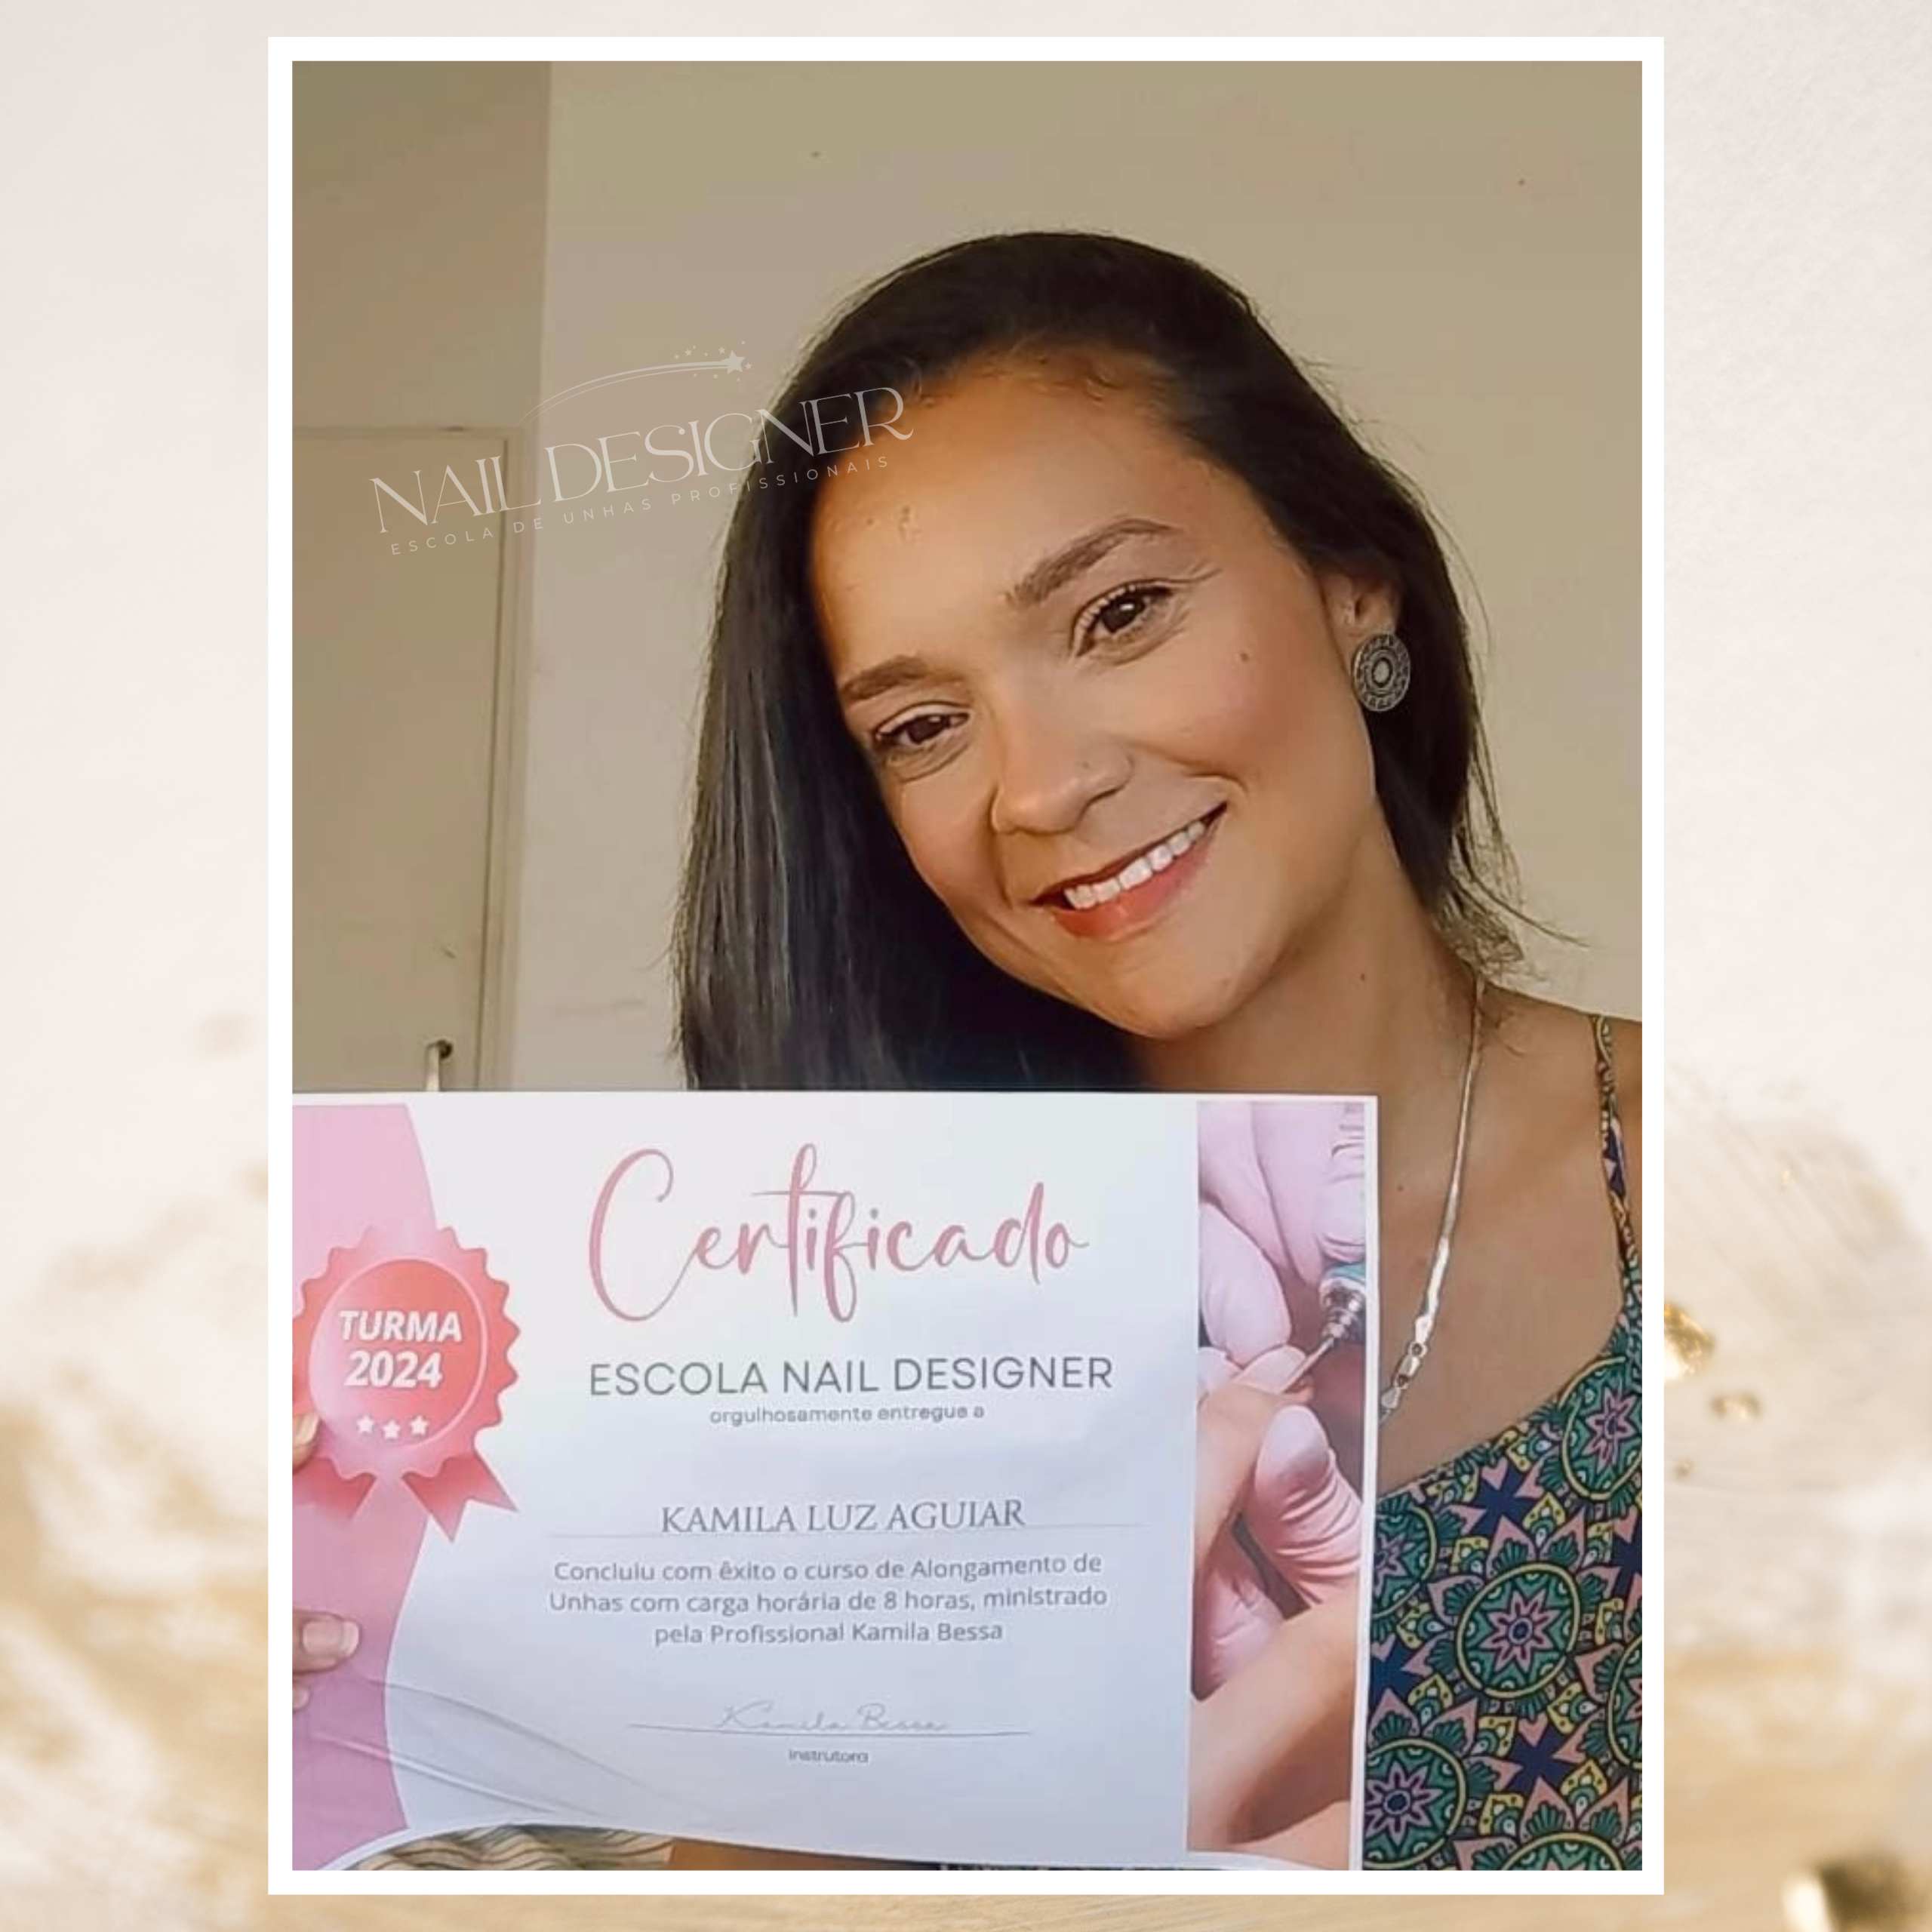 NAIL DESIGNER
ESCOLA DE UNHAS PROFISSIONAIS
Certificado
TURMA
2024
ESCOLA NAIL DESIGNER
orgulhosamente entregue a
KAMILA LUZ AGUIAR
Concluiu com êxito o curso de Alongamento de
Unhas com carga horária de 8 horas, ministrado
pela Profissional Kamila Bessa
Kamila Bessa
Instrutora